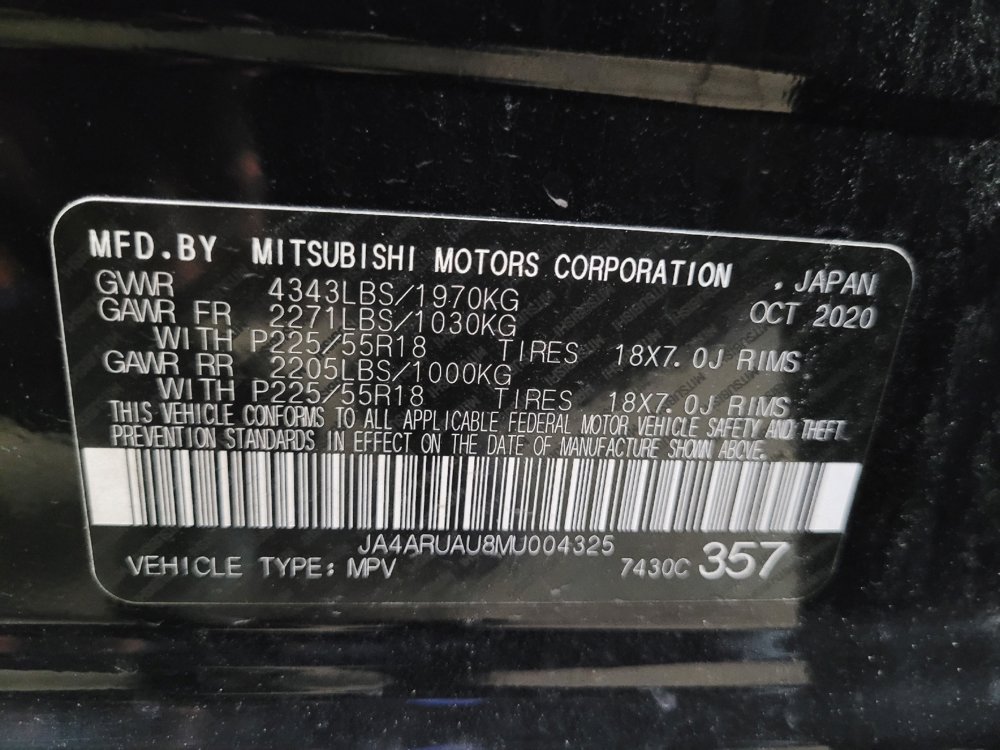 MFD.BY MITSUBISHI MOTORS CORPORATION , JAPAN
GWWR 4343LBS/1970KG OCT 2020
GAWR FR 2271LBS/1030KG
WITH P225/55R18 TIRES 18X7.0J RIMS
GAWR RR 2205LBS/1000KG
WITH P225/55R18 TIRES 18X7.0J RIMS
THIS VEHICLE CONFORMS TO ALL APPLICABLE FEDERAL MOTOR VEHICLE SAFETY AND THEFT
PREVENTION STANDARDS IN EFFECT ON THE DATE OF MANUFACTURE SHOWN ABOVE.
JA4ARUAU8MU004325
VEHICLE TYPE: MPV 7430C 357